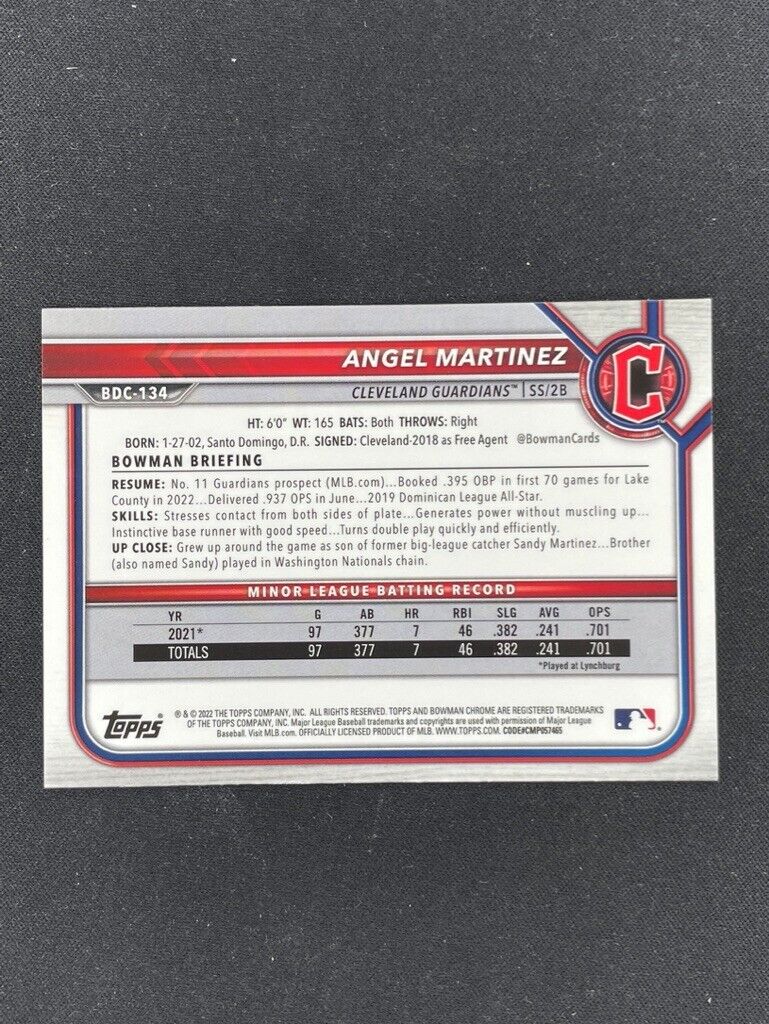 ANGEL MARTINEZ
BDC-134
CLEVELAND GUARDIANS™ | SS/2B
C
HT: 6'0" WT: 165 BATS: Both THROWS: Right
BORN: 1-27-02, Santo Domingo, D.R. SIGNED: Cleveland-2018 as Free Agent @BowmanCards
BOWMAN BRIEFING
RESUME: No. 11 Guardians prospect (MLB.com)...Booked .395 OBP in first 70 games for Lake
County in 2022...Delivered .937 OPS in June...2019 Dominican League All-Star.
SKILLS: Stresses contact from both sides of plate...Generates power without muscling up...
Instinctive base runner with good speed...Turns double play quickly and efficiently.
UP CLOSE: Grew up around the game as son of former big-league catcher Sandy Martinez...Brother
(also named Sandy) played in Washington Nationals chain.
MINOR LEAGUE BATTING RECORD
YR G AB HR RBI SLG AVG OPS
2021* 97 377 7 46 .382 .241 .701
TOTALS 97 377 7 46 .382 .241 .701
*Played at Lynchburg
TOPPS
® & © 2022 THE TOPPS COMPANY, INC. ALL RIGHTS RESERVED. TOPPS AND BOWMAN CHROME ARE REGISTERED TRADEMARKS
OF THE TOPPS COMPANY, INC. Major League Baseball trademarks and copyrights are used with permission of Major League
Baseball. Visit MLB.com. OFFICIALLY LICENSED PRODUCT OF MLB. WWW.TOPPS.COM. CODE#CMP057465